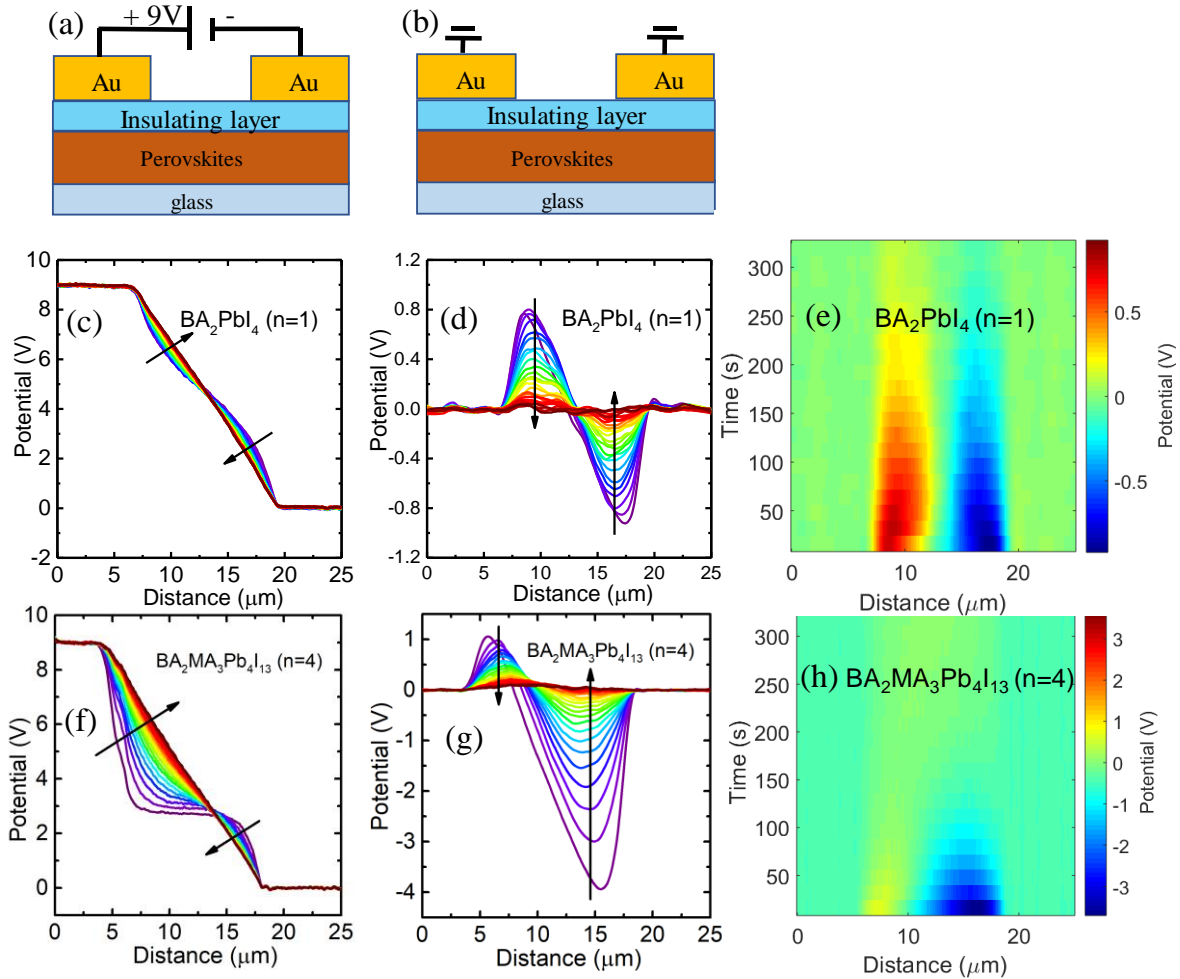 (a)
+ 9V -
Au
Au
Insulating layer
Perovskites
glass
(b)
Au
Au
Insulating layer
Perovskites
glass
(c)
BA₂PbI₄ (n=1)
Potential (V)
10
8
6
4
2
0
-2
0 5 10 15 20 25
Distance (μm)
(d)
BA₂PbI₄ (n=1)
Potential (V)
1.2
0.8
0.4
0.0
-0.4
-0.8
-1.2
0 5 10 15 20 25
Distance (μm)
(e)
BA₂PbI₄ (n=1)
Time (s)
300
250
200
150
100
50
0 10 20
Distance (μm)
0.5
0
-0.5
Potential (V)
(f)
BA₂MA₃Pb₄I₁₃ (n=4)
Potential (V)
10
8
6
4
2
0
0 5 10 15 20 25
Distance (μm)
(g)
BA₂MA₃Pb₄I₁₃ (n=4)
Potential (V)
1
0
-1
-2
-3
-4
0 5 10 15 20 25
Distance (μm)
(h) BA₂MA₃Pb₄I₁₃ (n=4)
Time (s)
300
250
200
150
100
50
0 10 20
Distance (μm)
3
2
1
0
-1
-2
-3
Potential (V)